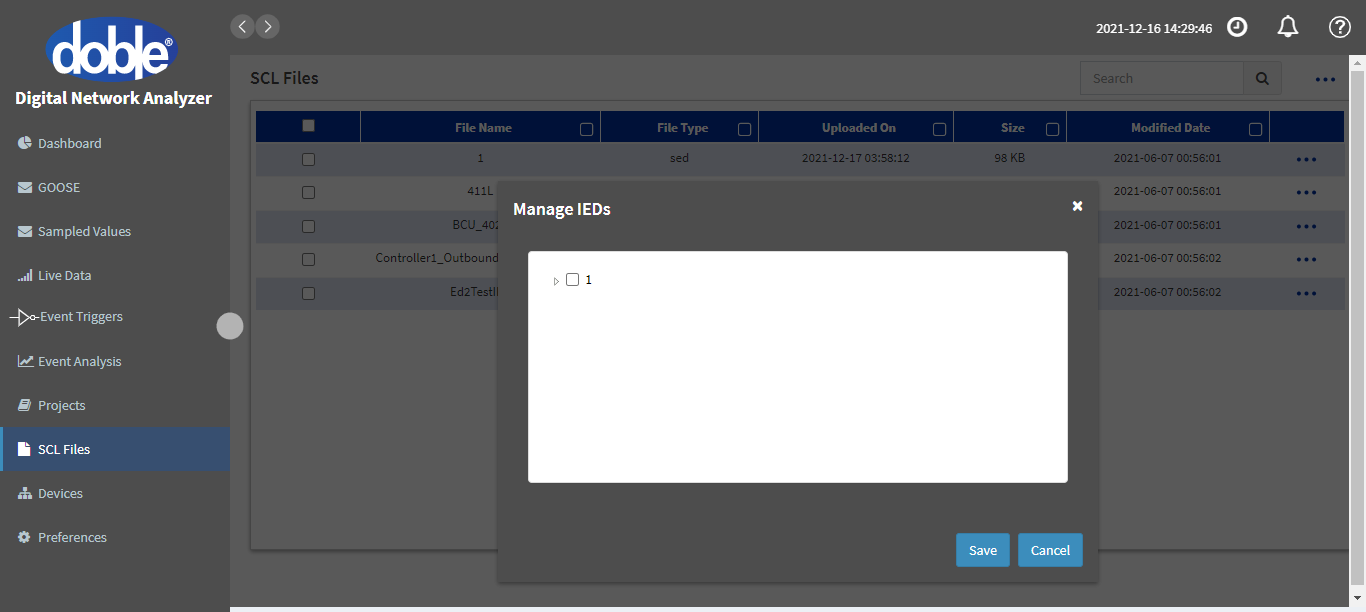 doble®
Digital Network Analyzer
Dashboard
GOOSE
Sampled Values
Live Data
Event Triggers
Event Analysis
Projects
SCL Files
Devices
Preferences
2021-12-16 14:29:46
SCL Files
Search
File Name File Type Uploaded On Size Modified Date
1 sed 2021-12-17 03:58:12 98 KB 2021-06-07 00:56:01
411L 2021-06-07 00:56:01
BCU_402 2021-06-07 00:56:01
Controller1_Outbound 2021-06-07 00:56:02
2021-06-07 00:56:02
Manage IEDs
1
Save Cancel